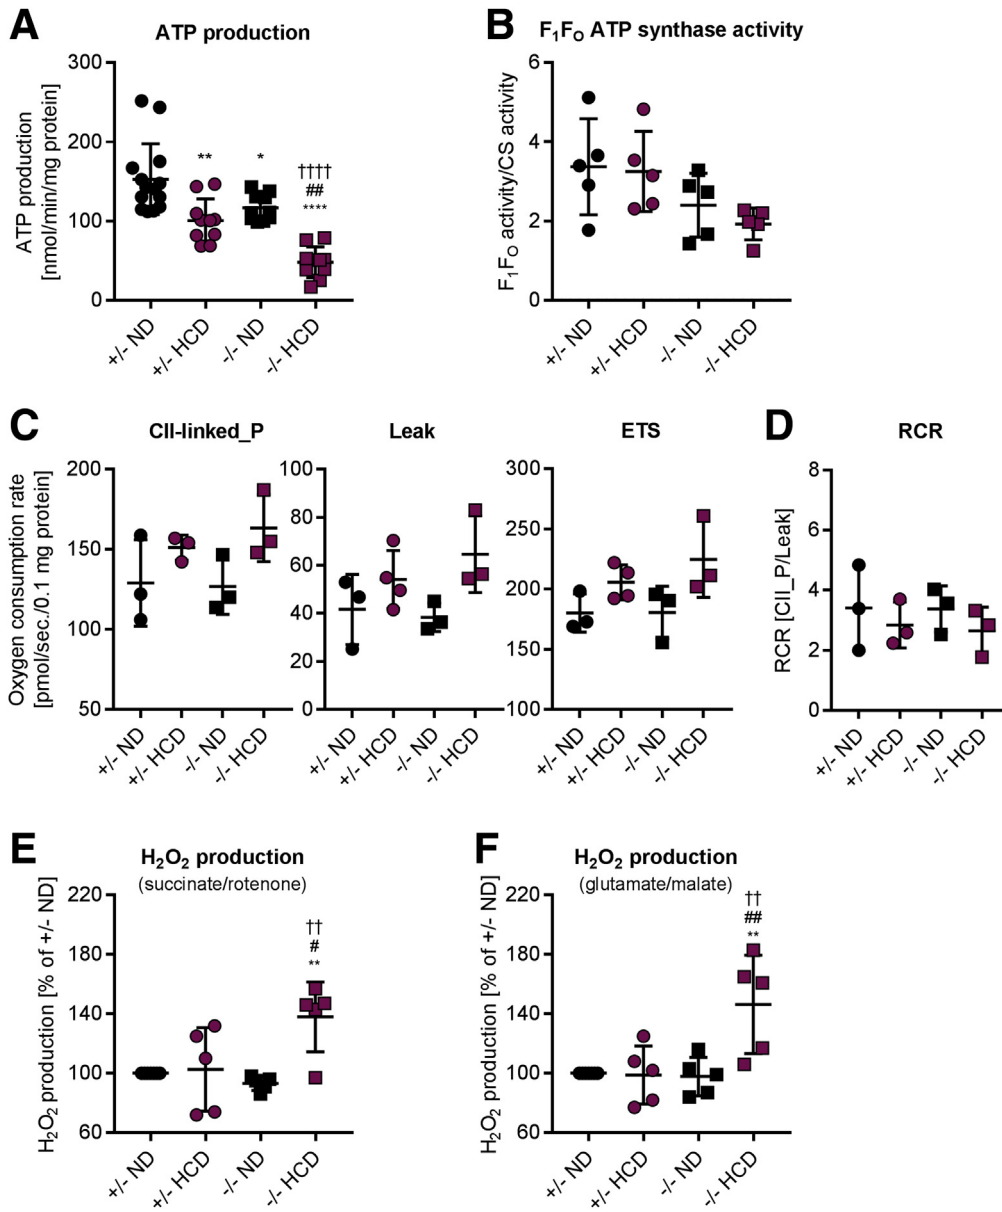 A
ATP production
ATP production
[nmol/min/mg protein]
300
200
100
0
**
*
††††
##
****
+/- ND
+/- HCD
-/- ND
-/- HCD
B
F₁Fₒ ATP synthase activity
F₁Fₒ activity/CS activity
6
4
2
0
+/- ND
+/- HCD
-/- ND
-/- HCD
C
CII-linked_P
Oxygen consumption rate
[pmol/sec./0.1 mg protein]
200
150
100
50
+/- ND
+/- HCD
-/- ND
-/- HCD
Leak
100
80
60
40
20
0
+/- ND
+/- HCD
-/- ND
-/- HCD
ETS
300
250
200
150
100
+/- ND
+/- HCD
-/- ND
-/- HCD
D
RCR
RCR [CII_P/Leak]
8
6
4
2
0
+/- ND
+/- HCD
-/- ND
-/- HCD
E
H₂O₂ production
(succinate/rotenone)
H₂O₂ production [% of +/- ND]
220
180
140
100
60
††
#
**
+/- ND
+/- HCD
-/- ND
-/- HCD
F
H₂O₂ production
(glutamate/malate)
H₂O₂ production [% of +/- ND]
220
180
140
100
60
††
##
**
+/- ND
+/- HCD
-/- ND
-/- HCD